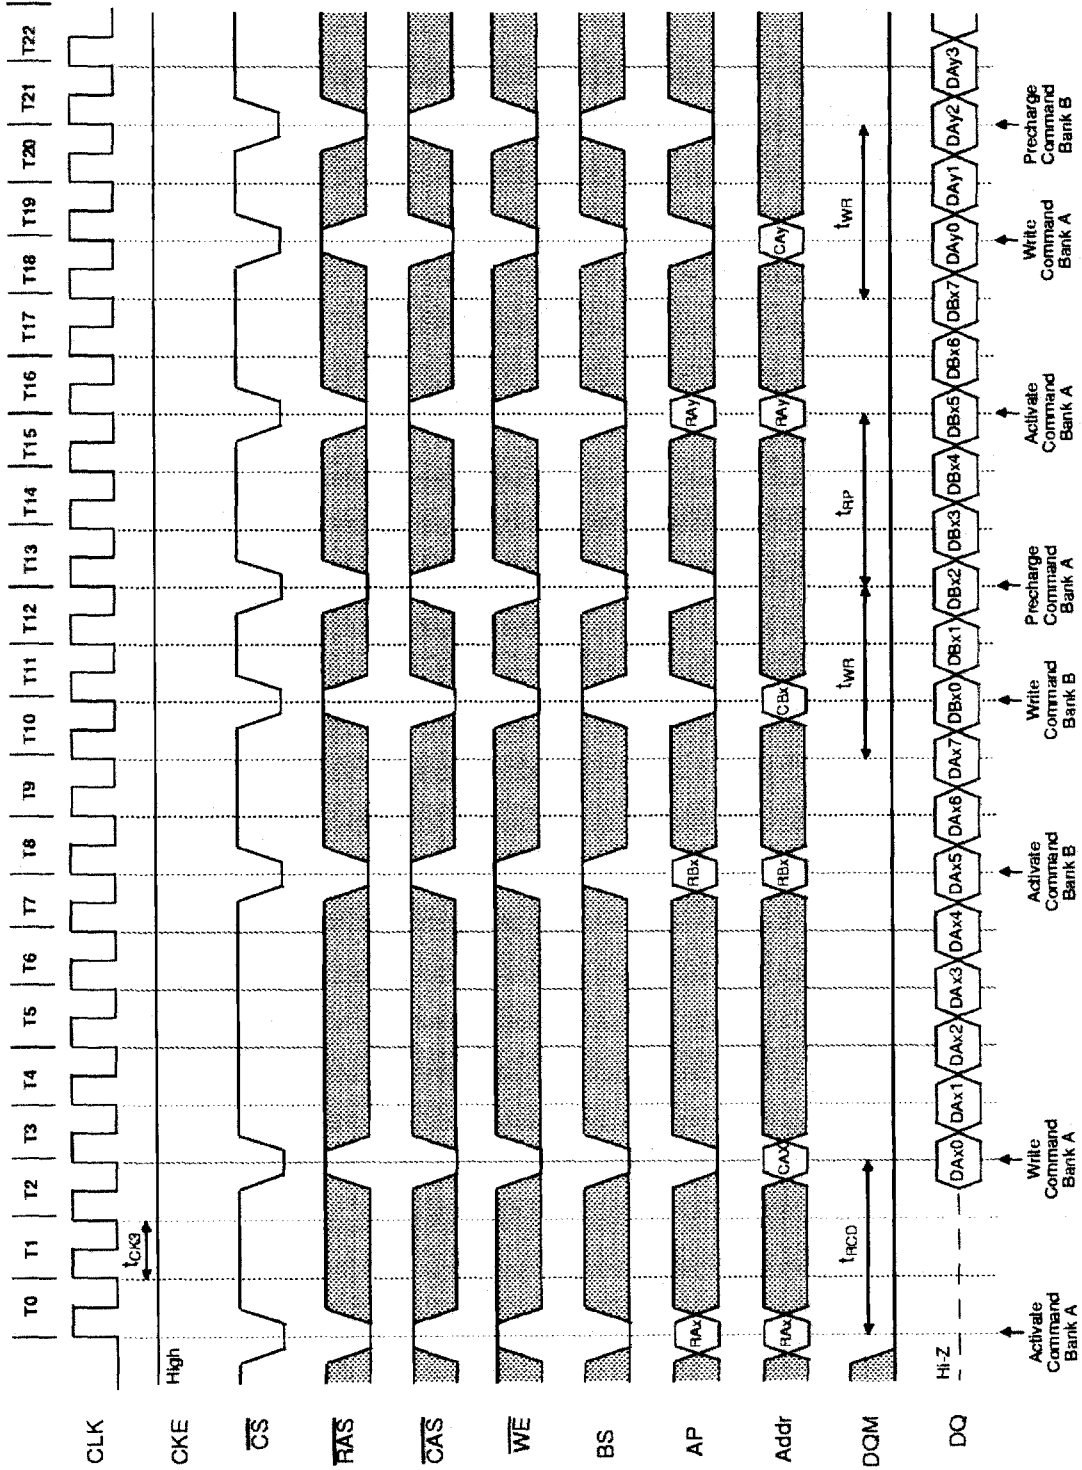 T0 T1 T2 T3 T4 T5 T6 T7 T8 T9 T10 T11 T12 T13 T14 T15 T16 T17 T18 T19 T20 T21 T22
CLK
tCK3
CKE
High
CS
RAS
CAS
WE
BS
AP
RAx RBx RAy
Addr
RAx CAX RBx CBx RAy CAy
DQM
tRCD tWR tRP tWR
DQ
Hi-Z
DAx0 DAx1 DAx2 DAx3 DAx4 DAx5 DAx6 DAx7 DBx0 DBx1 DBx2 DBx3 DBx4 DBx5 DBx6 DBx7 DAy0 DAy1 DAy2 DAy3
Activate
Command
Bank A
Write
Command
Bank A
Activate
Command
Bank B
Write
Command
Bank B
Precharge
Command
Bank A
Activate
Command
Bank A
Write
Command
Bank A
Precharge
Command
Bank B